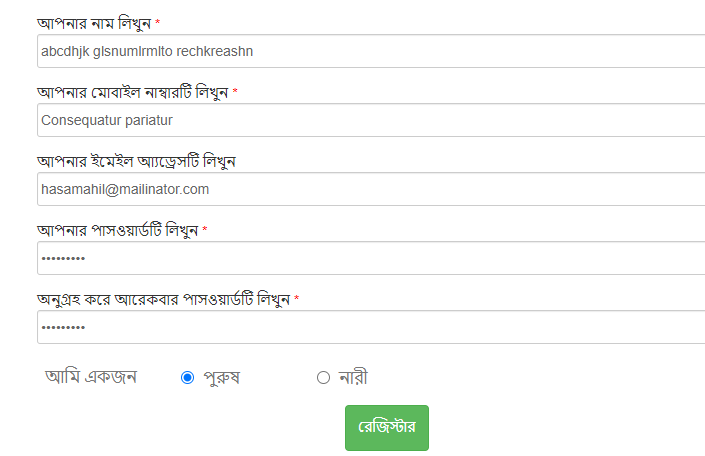 আপনার নাম লিখুন *
abcdhjk glsnumlrmlto rechkreashn
আপনার মোবাইল নাম্বারটি লিখুন *
Consequatur pariatur
আপনার ইমেইল অ্যাড্রেসটি লিখুন
hasamahil@mailinator.com
আপনার পাসওয়ার্ডটি লিখুন *
•••••••••
অনুগ্রহ করে আরেকবার পাসওয়ার্ডটি লিখুন *
•••••••••
আমি একজন পুরুষ নারী
রেজিস্টার